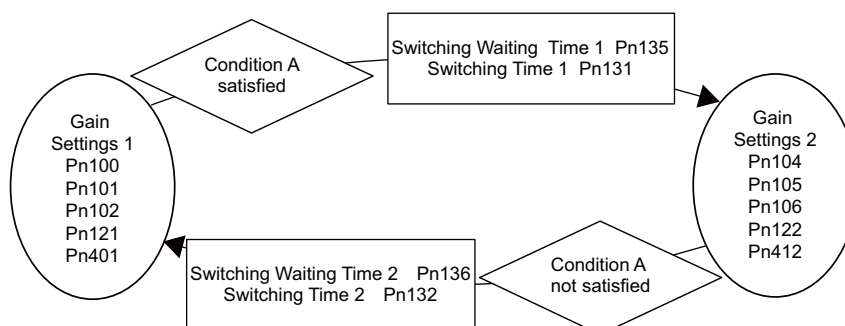 Condition A
satisfied
Switching Waiting Time 1 Pn135
Switching Time 1 Pn131
Gain
Settings 1
Pn100
Pn101
Pn102
Pn121
Pn401
Gain
Settings 2
Pn104
Pn105
Pn106
Pn122
Pn412
Switching Waiting Time 2 Pn136
Switching Time 2 Pn132
Condition A
not satisfied